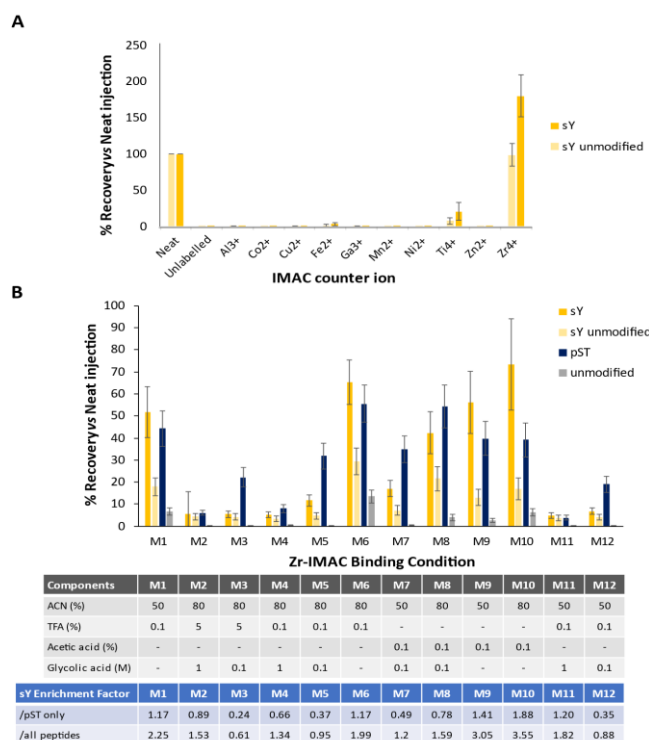 A
% Recovery vs Neat injection
250
200
150
100
50
0
sY
sY unmodified
Neat
Unlabelled
Al3+
Co2+
Cu2+
Fe2+
Ga3+
Mn2+
Ni2+
Ti4+
Zn2+
Zr4+
IMAC counter ion
B
% Recovery vs Neat injection
100
90
80
70
60
50
40
30
20
10
0
sY
sY unmodified
pST
unmodified
M1 M2 M3 M4 M5 M6 M7 M8 M9 M10 M11 M12
Zr-IMAC Binding Condition
Components M1 M2 M3 M4 M5 M6 M7 M8 M9 M10 M11 M12
ACN (%) 50 80 80 80 80 80 50 80 50 80 50 50
TFA (%) 0.1 5 5 0.1 0.1 0.1 - - - - 0.1 0.1
Acetic acid (%) - - - - - - 0.1 0.1 0.1 0.1 - -
Glycolic acid (M) - 1 0.1 1 0.1 - 0.1 0.1 - - 1 0.1
sY Enrichment Factor M1 M2 M3 M4 M5 M6 M7 M8 M9 M10 M11 M12
/pST only 1.17 0.89 0.24 0.66 0.37 1.17 0.49 0.78 1.41 1.88 1.20 0.35
/all peptides 2.25 1.53 0.61 1.34 0.95 1.99 1.2 1.59 3.05 3.55 1.82 0.88